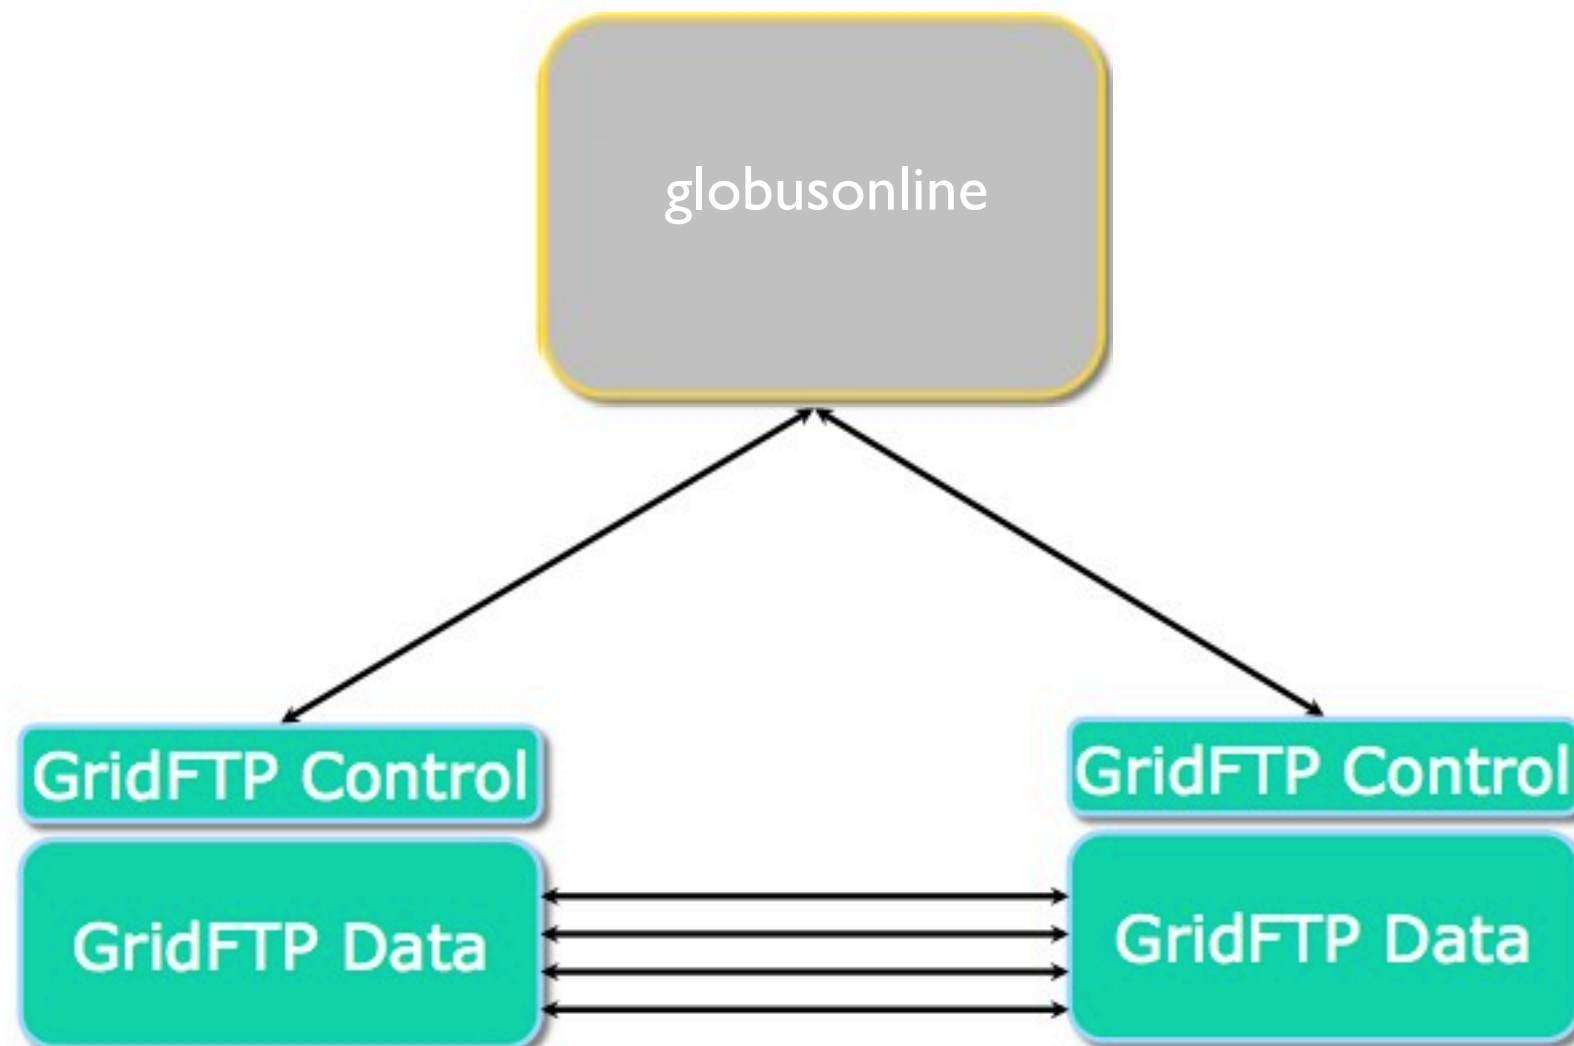 globusonline
GridFTP Control
GridFTP Control
GridFTP Data
GridFTP Data